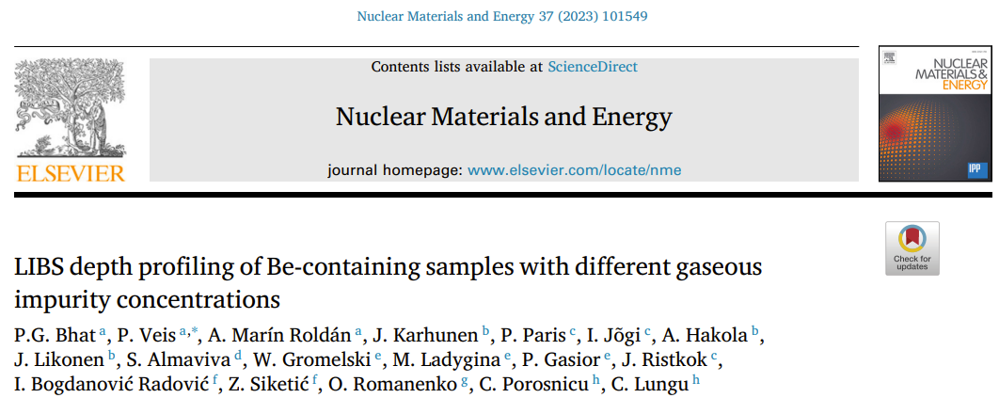 Nuclear Materials and Energy 37 (2023) 101549
Contents lists available at ScienceDirect
Nuclear Materials and Energy
journal homepage: www.elsevier.com/locate/nme
ELSEVIER
NUCLEAR
MATERIALS &
ENERGY
IPP
Check for
updates
LIBS depth profiling of Be-containing samples with different gaseous
impurity concentrations
P.G. Bhat a, P. Veis a,*, A. Marín Roldán a, J. Karhunen b, P. Paris c, I. Jõgi c, A. Hakola b,
J. Likonen b, S. Almaviva d, W. Gromelski e, M. Ladygina e, P. Gasior e, J. Ristkok c,
I. Bogdanović Radović f, Z. Siketić f, O. Romanenko g, C. Porosnicu h, C. Lungu h